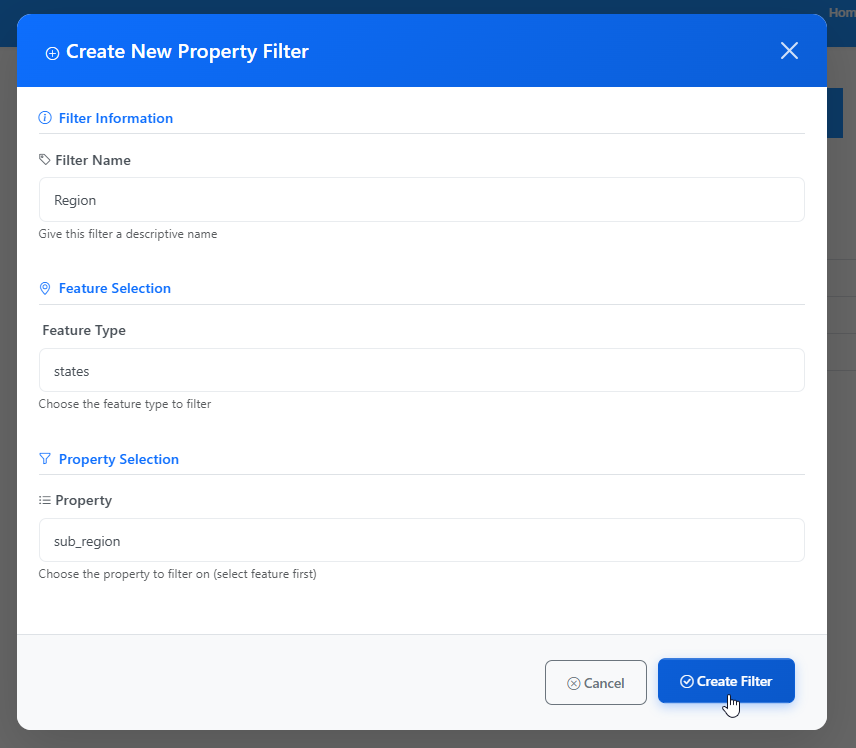 Hom
Create New Property Filter
Filter Information
Filter Name
Region
Give this filter a descriptive name
Feature Selection
Feature Type
states
Choose the feature type to filter
Property Selection
Property
sub_region
Choose the property to filter on (select feature first)
Cancel
Create Filter